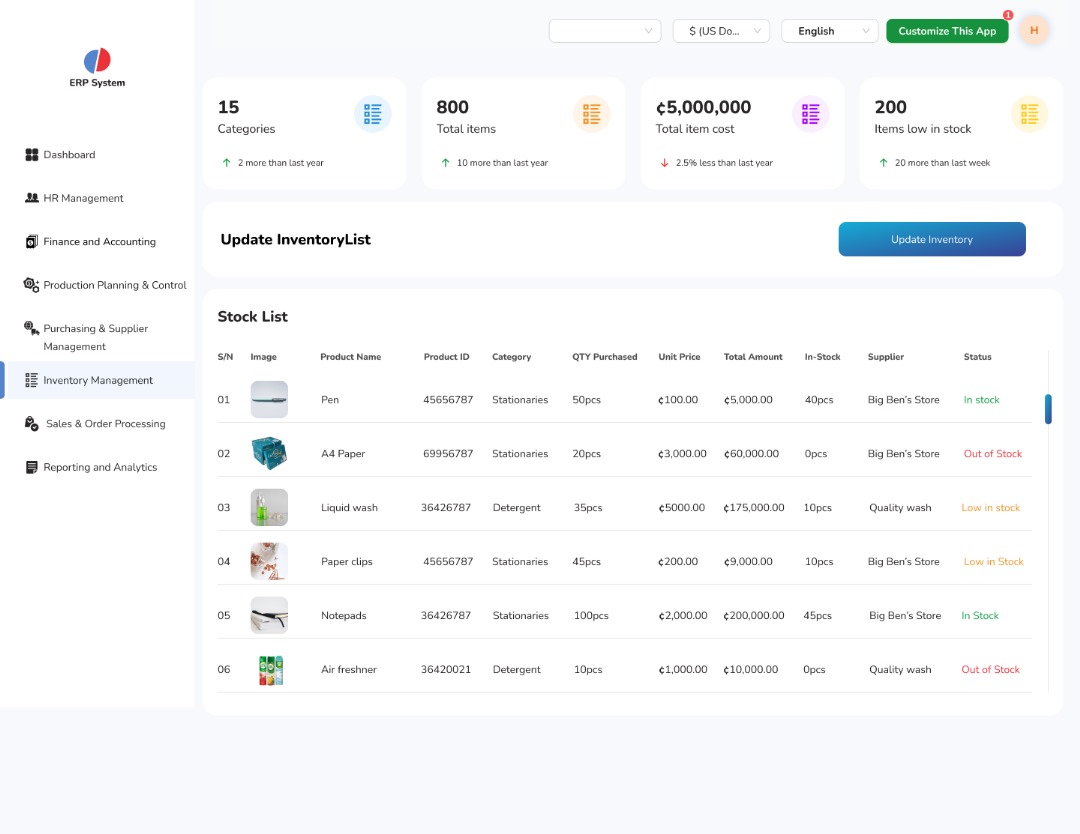 $ (US Do...
English
Customize This App
1
H
ERP System
Dashboard
HR Management
Finance and Accounting
Production Planning & Control
Purchasing & Supplier
Management
Inventory Management
Sales & Order Processing
Reporting and Analytics
15
Categories
2 more than last year
800
Total items
10 more than last year
¢5,000,000
Total item cost
2.5% less than last year
200
Items low in stock
20 more than last week
Update InventoryList
Update Inventory
Stock List
S/N Image Product Name Product ID Category QTY Purchased Unit Price Total Amount In-Stock Supplier Status
01 Pen 45656787 Stationaries 50pcs ¢100.00 ¢5,000.00 40pcs Big Ben's Store In stock
02 A4 Paper 69956787 Stationaries 20pcs ¢3,000.00 ¢60,000.00 0pcs Big Ben's Store Out of Stock
03 Liquid wash 36426787 Detergent 35pcs ¢5000.00 ¢175,000.00 10pcs Quality wash Low in stock
04 Paper clips 45656787 Stationaries 45pcs ¢200.00 ¢9,000.00 10pcs Big Ben's Store Low in Stock
05 Notepads 36426787 Stationaries 100pcs ¢2,000.00 ¢200,000.00 45pcs Big Ben's Store In Stock
06 Air freshner 36420021 Detergent 10pcs ¢1,000.00 ¢10,000.00 0pcs Quality wash Out of Stock